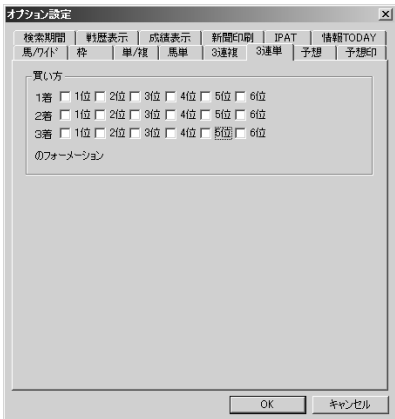 オプション設定
検索期間 戦歴表示 成績表示 新聞印刷 IPAT 情報TODAY
馬/ワイド 枠 単/複 馬単 3連複 3連単 予想 予想印
買い方
1着 1位 2位 3位 4位 5位 6位
2着 1位 2位 3位 4位 5位 6位
3着 1位 2位 3位 4位 5位 6位
のフォーメーション
OK キャンセル